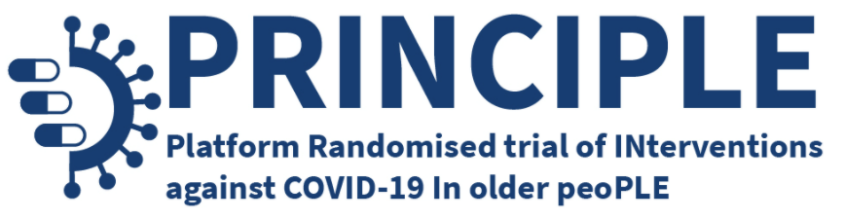 PRINCIPLE
Platform Randomised trial of INterventions
against COVID-19 In older peoPLE